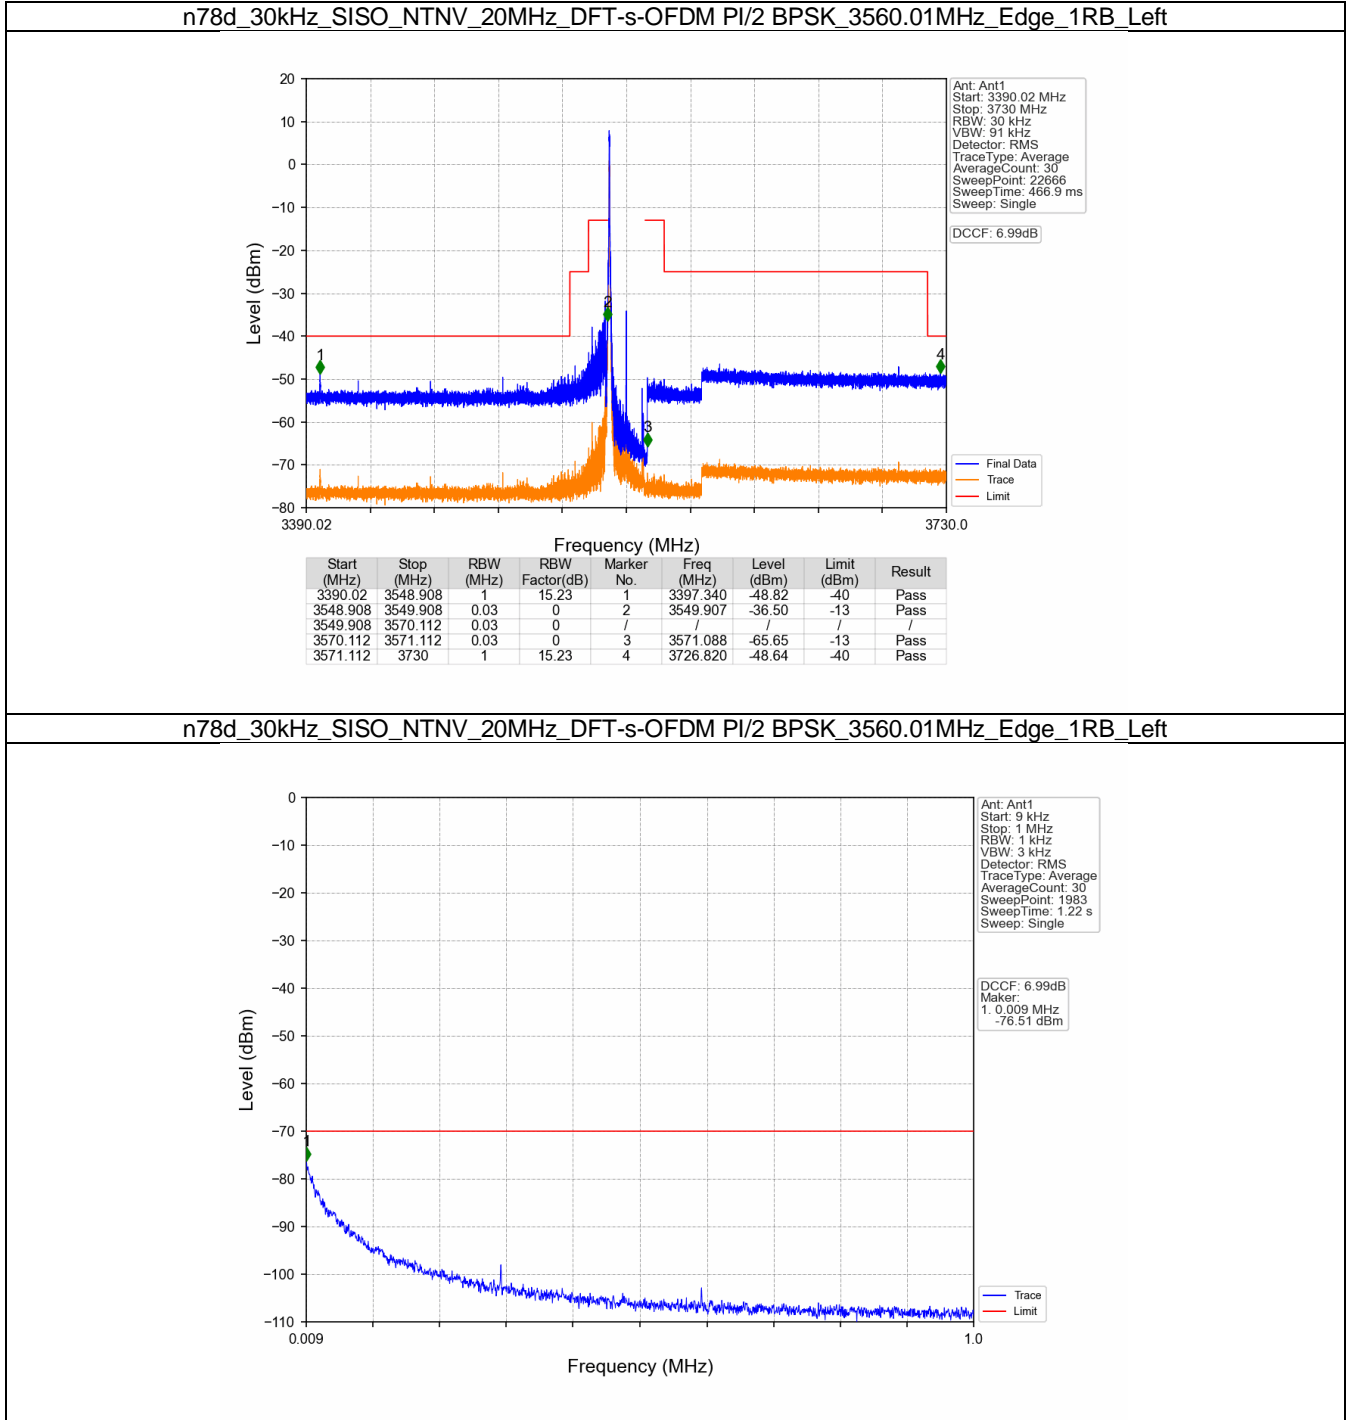 n78d_30kHz_SISO_NTNV_20MHz_DFT-s-OFDM PI/2 BPSK_3560.01MHz_Edge_1RB_Left
20
10
0
−10
−20
−30
−40
−50
−60
−70
−80
Level (dBm)
1
2
3
4
3390.02
3730.0
Frequency (MHz)
Ant: Ant1
Start: 3390.02 MHz
Stop: 3730 MHz
RBW: 30 kHz
VBW: 91 kHz
Detector: RMS
TraceType: Average
AverageCount: 30
SweepPoint: 22666
SweepTime: 466.9 ms
Sweep: Single
DCCF: 6.99dB
Final Data
Trace
Limit
Start (MHz) Stop (MHz) RBW (MHz) RBW Factor(dB) Marker No. Freq (MHz) Level (dBm) Limit (dBm) Result
3390.02 3548.908 1 15.23 1 3397.340 -48.82 -40 Pass
3548.908 3549.908 0.03 0 2 3549.907 -36.50 -13 Pass
3549.908 3570.112 0.03 0 / / / / /
3570.112 3571.112 0.03 0 3 3571.088 -65.65 -13 Pass
3571.112 3730 1 15.23 4 3726.820 -48.64 -40 Pass
n78d_30kHz_SISO_NTNV_20MHz_DFT-s-OFDM PI/2 BPSK_3560.01MHz_Edge_1RB_Left
0
−10
−20
−30
−40
−50
−60
−70
−80
−90
−100
−110
Level (dBm)
1
0.009
1.0
Frequency (MHz)
Ant: Ant1
Start: 9 kHz
Stop: 1 MHz
RBW: 1 kHz
VBW: 3 kHz
Detector: RMS
TraceType: Average
AverageCount: 30
SweepPoint: 1983
SweepTime: 1.22 s
Sweep: Single
DCCF: 6.99dB
Maker:
1. 0.009 MHz
-76.51 dBm
Trace
Limit